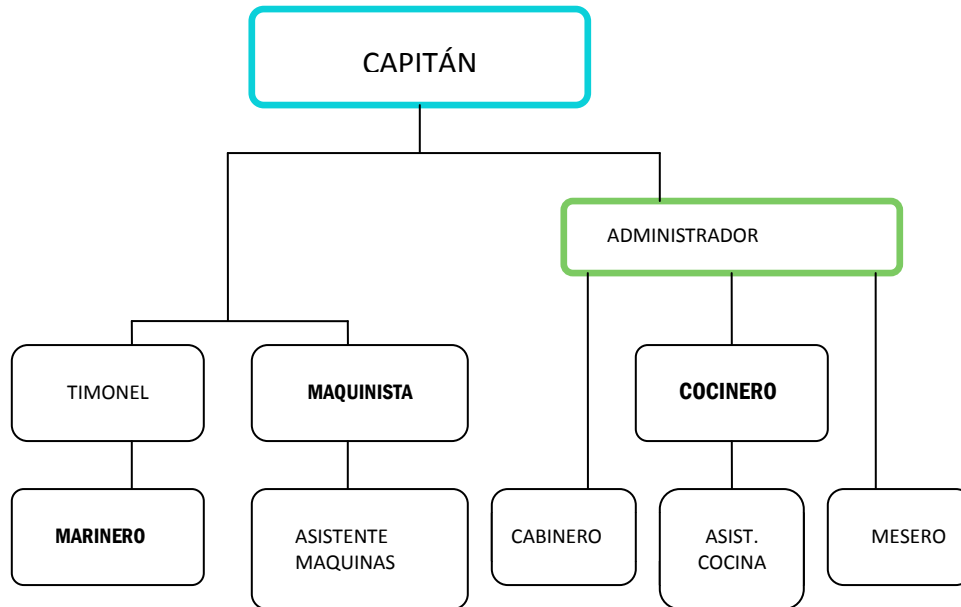 CAPITÁN
ADMINISTRADOR
TIMONEL
MAQUINISTA
COCINERO
MARINERO
ASISTENTE
MAQUINAS
CABINERO
ASIST.
COCINA
MESERO